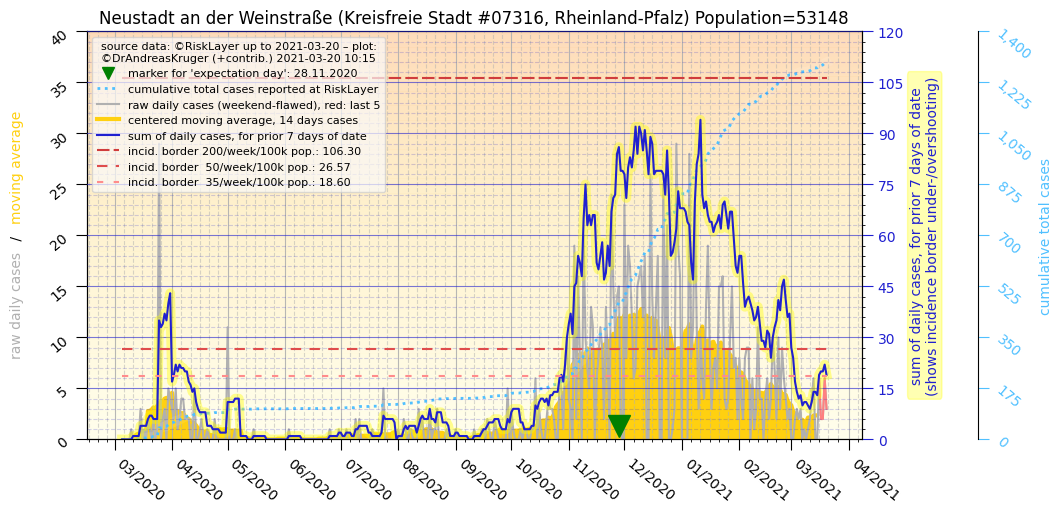 Neustadt an der Weinstraße (Kreisfreie Stadt #07316, Rheinland-Pfalz) Population=53148
source data: ©RiskLayer up to 2021-03-20 – plot:
©DrAndreasKruger (+contrib.) 2021-03-20 10:15
marker for 'expectation day': 28.11.2020
cumulative total cases reported at RiskLayer
raw daily cases (weekend-flawed), red: last 5
centered moving average, 14 days cases
sum of daily cases, for prior 7 days of date
incid. border 200/week/100k pop.: 106.30
incid. border  50/week/100k pop.: 26.57
incid. border  35/week/100k pop.: 18.60
raw daily cases  /  moving average
40
35
30
25
20
15
10
5
0
120
105
90
75
60
45
30
15
0
sum of daily cases, for prior 7 days of date
(shows incidence border under-/overshooting)
1,400
1,225
1,050
875
700
525
350
175
0
cumulative total cases
03/2020
04/2020
05/2020
06/2020
07/2020
08/2020
09/2020
10/2020
11/2020
12/2020
01/2021
02/2021
03/2021
04/2021